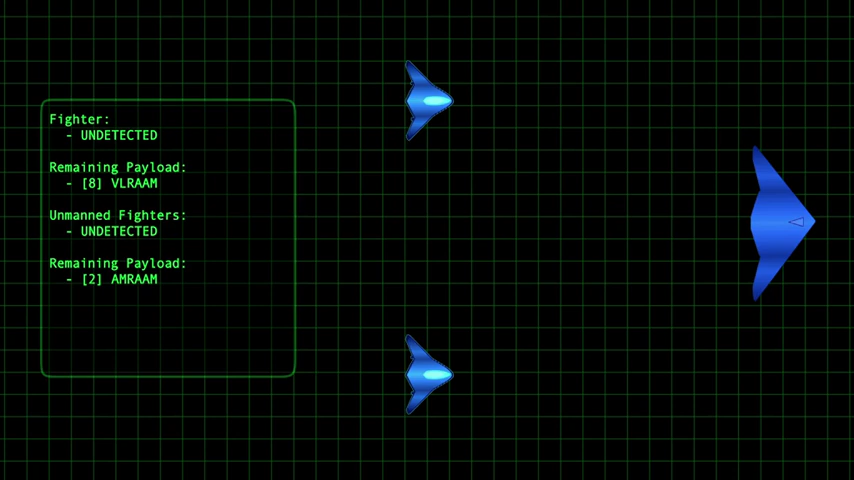 Fighter:
- UNDETECTED
Remaining Payload:
- [8] VLRAAM
Unmanned Fighters:
- UNDETECTED
Remaining Payload:
- [2] AMRAAM